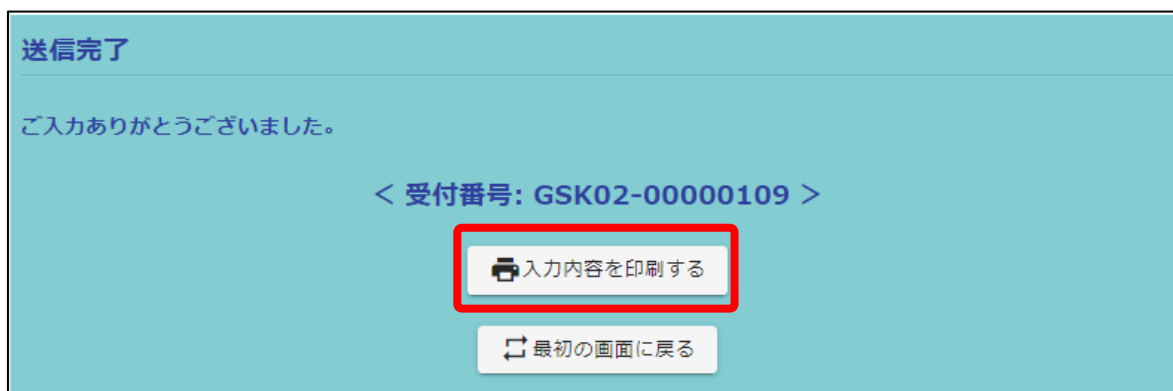 送信完了
ご入力ありがとうございました。
＜ 受付番号: GSK02-00000109 ＞
入力内容を印刷する
最初の画面に戻る